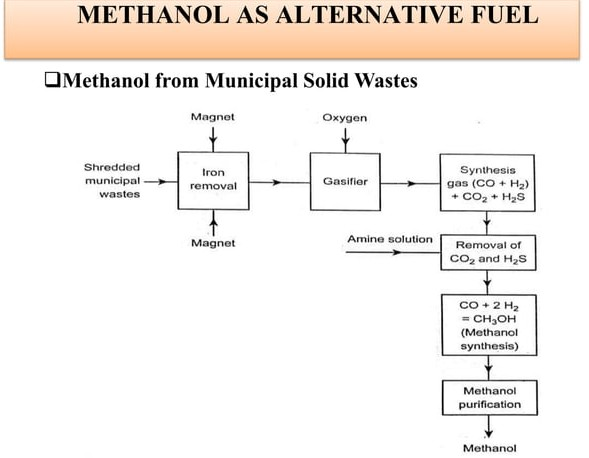 METHANOL AS ALTERNATIVE FUEL
❑Methanol from Municipal Solid Wastes
Magnet
Oxygen
Shredded
municipal
wastes
Iron
removal
Gasifier
Synthesis
gas (CO + H₂)
+ CO₂ + H₂S
Magnet
Amine solution
Removal of
CO₂ and H₂S
CO + 2 H₂
= CH₃OH
(Methanol
synthesis)
Methanol
purification
Methanol